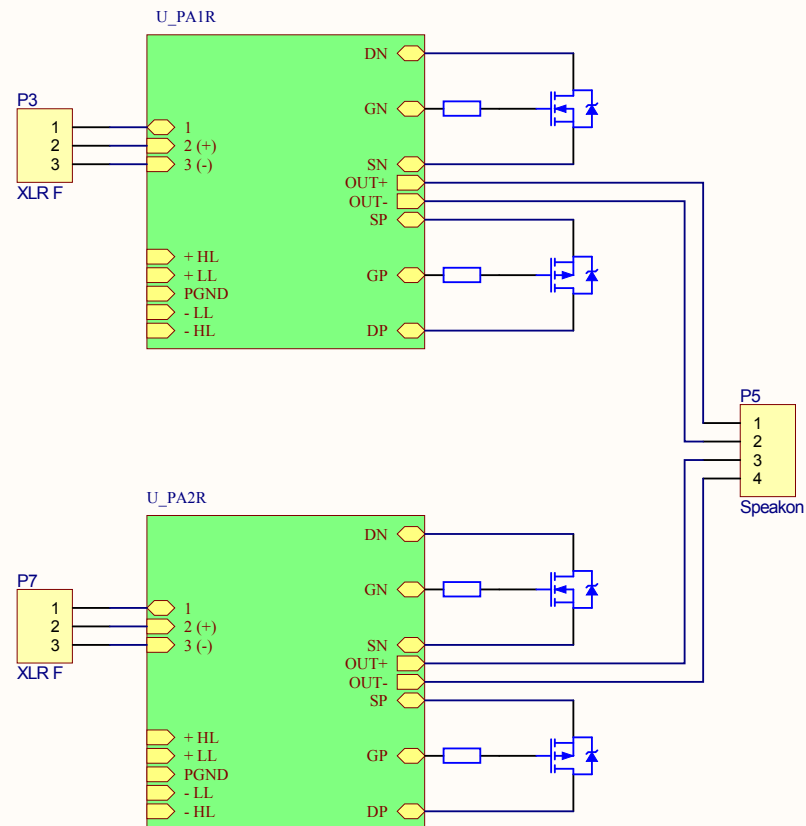 U_PA1R
DN
P3
GN
1 1
2 2 (+)
3 3 (-)
SN
XLR F
OUT+
OUT-
SP
+ HL
+ LL GP
PGND
- LL
- HL DP
P5
1
2
3
4
U_PA2R
Speakon
DN
P7
GN
1 1
2 2 (+)
3 3 (-)
SN
XLR F
OUT+
OUT-
SP
+ HL
+ LL GP
PGND
- LL
- HL DP